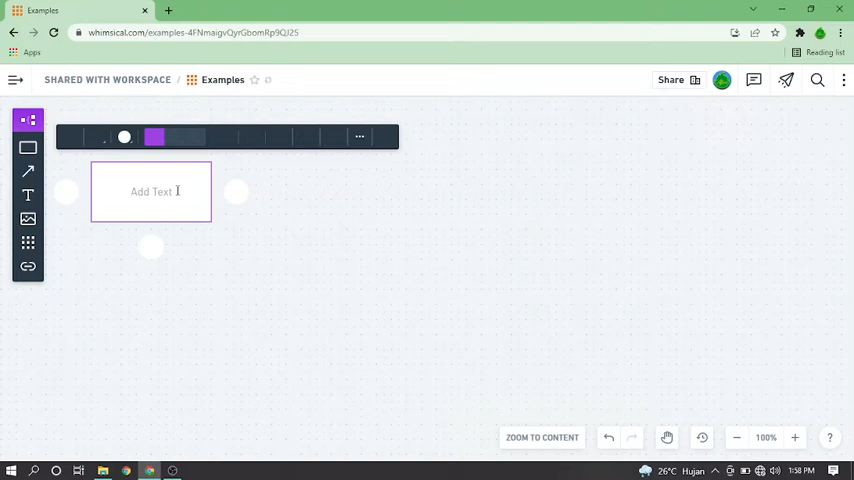 Examples
whimsical.com/examples-4FNmaigvQyrGbomRp9QJ25
Apps
Reading list
SHARED WITH WORKSPACE / Examples
Share
Add Text
T
ZOOM TO CONTENT
100%
?
26°C Hujan
1:58 PM